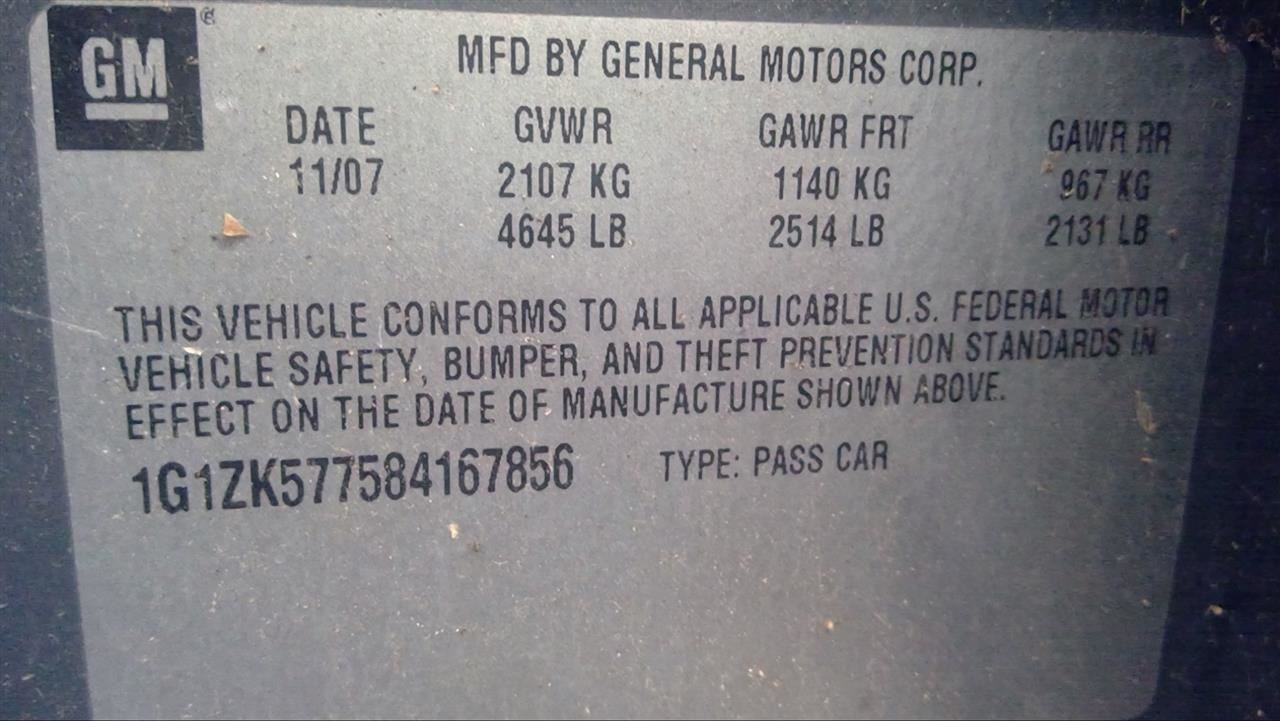 GM
MFD BY GENERAL MOTORS CORP.
DATE GVWR GAWR FRT GAWR RR
11/07 2107 KG 1140 KG 967 KG
4645 LB 2514 LB 2131 LB
THIS VEHICLE CONFORMS TO ALL APPLICABLE U.S. FEDERAL MOTOR
VEHICLE SAFETY, BUMPER, AND THEFT PREVENTION STANDARDS IN
EFFECT ON THE DATE OF MANUFACTURE SHOWN ABOVE.
1G1ZK577584167856 TYPE: PASS CAR